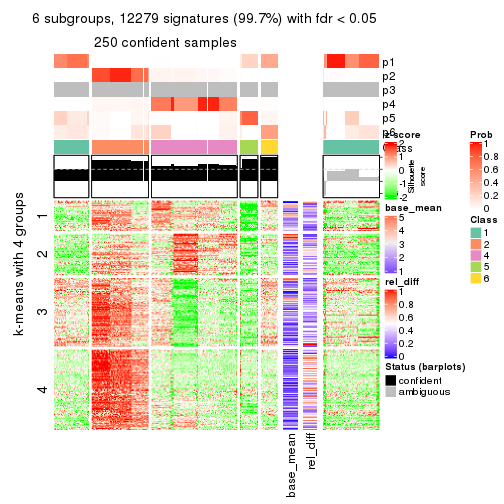 6 subgroups, 12279 signatures (99.7%) with fdr < 0.05
250 confident samples
p1
p2
p3
p4
p5
p6
Class
Silhouette
score
k-means with 4 groups
1
2
3
4
base_mean
rel_diff
z-score
2
1
0
-1
-2
base_mean
5
4
3
2
1
rel_diff
1
0.8
0.6
0.4
0.2
0
Status (barplots)
confident
ambiguous
Prob
1
0.8
0.6
0.4
0.2
0
Class
1
2
4
5
6